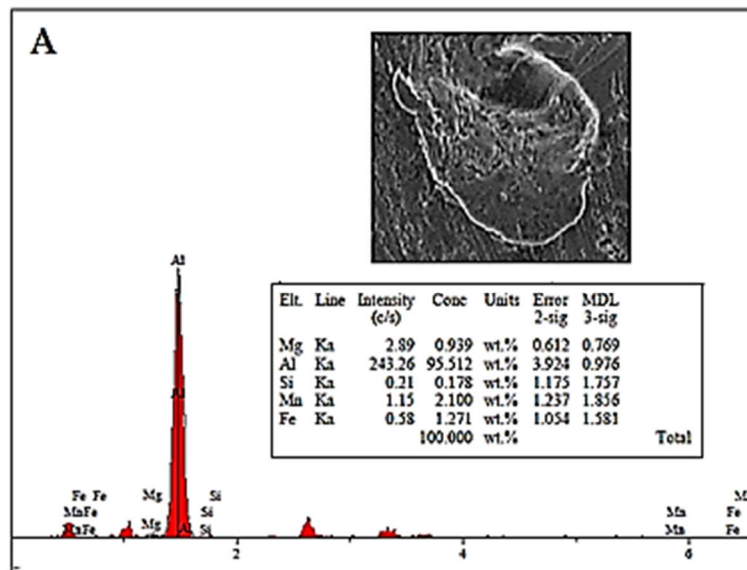 A
Al
Elt. Line Intensity Conc Units Error MDL
(c/s) 2-sig 3-sig
Mg Ka 2.89 0.939 wt.% 0.612 0.769
Al Ka 243.26 95.512 wt.% 3.924 0.976
Si Ka 0.21 0.178 wt.% 1.175 1.757
Mn Ka 1.15 2.100 wt.% 1.237 1.856
Fe Ka 0.58 1.271 wt.% 1.054 1.581
100.000 wt.% Total
Fe Fe Mg Si
MnFe Si Mn Fe
Fe Mg Si Mn Fe
2 4 6